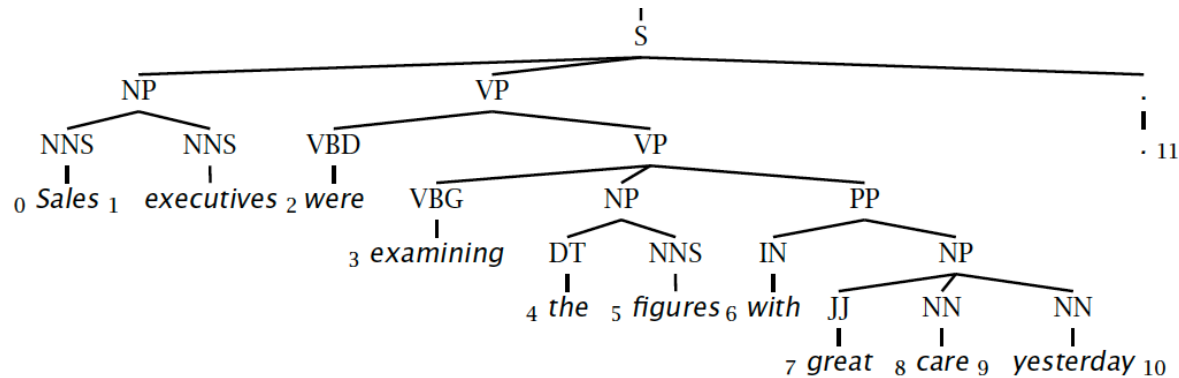 S
NP VP .
NNS NNS VBD VP . 11
0 Sales 1 executives 2 were VBG NP PP
3 examining DT NNS IN NP
4 the 5 figures 6 with JJ NN NN
7 great 8 care 9 yesterday 10